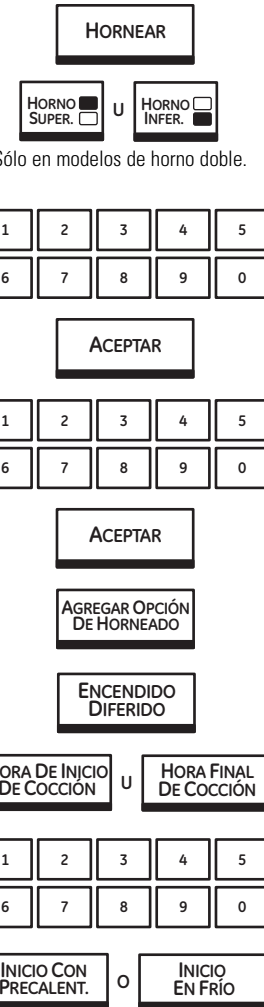 HORNEAR
HORNO SUPER. U HORNO INFER.
Sólo en modelos de horno doble.
1 2 3 4 5
6 7 8 9 0
ACEPTAR
1 2 3 4 5
6 7 8 9 0
ACEPTAR
AGREGAR OPCIÓN
DE HORNEADO
ENCENDIDO
DIFERIDO
HORA DE INICIO
DE COCCIÓN
U
HORA FINAL
DE COCCIÓN
1 2 3 4 5
6 7 8 9 0
INICIO CON
PRECALENT.
O
INICIO
EN FRÍO